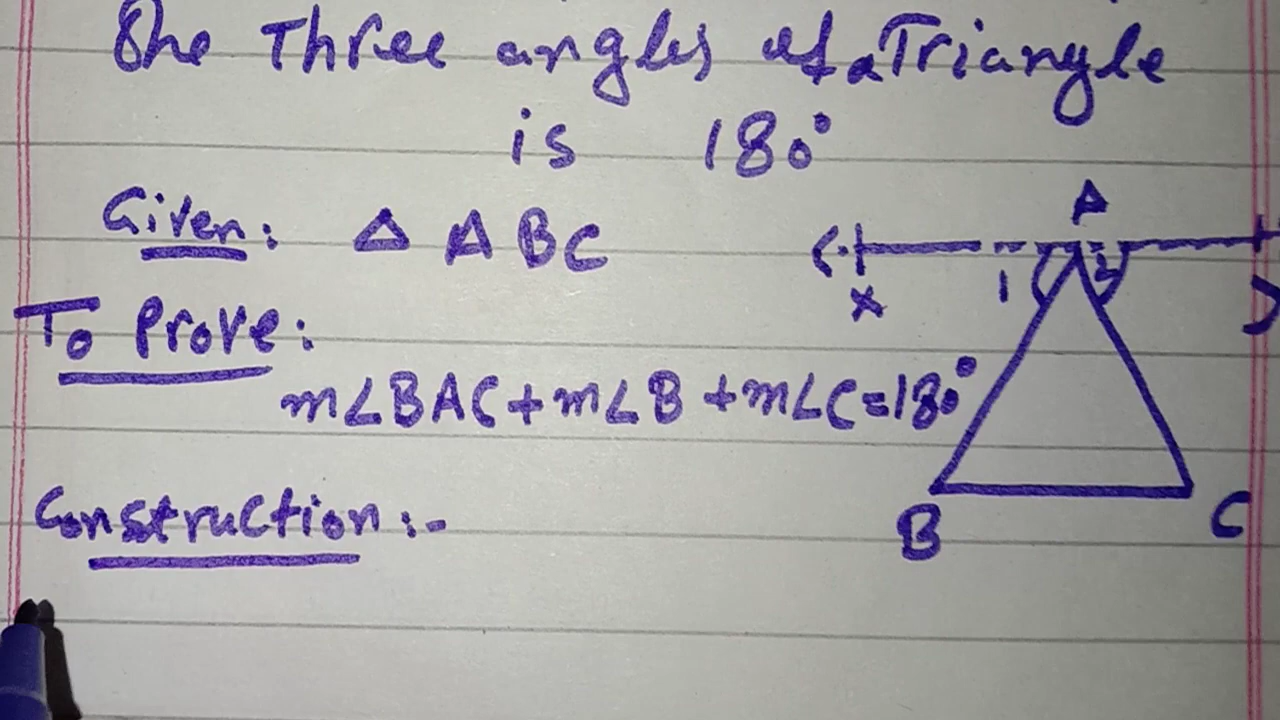 The Three angles of a Triangle
is 180°
Given: Δ ABC
To Prove:
m∠BAC+m∠B+m∠C=180°
Construction:-
A
X
1
2
B
C